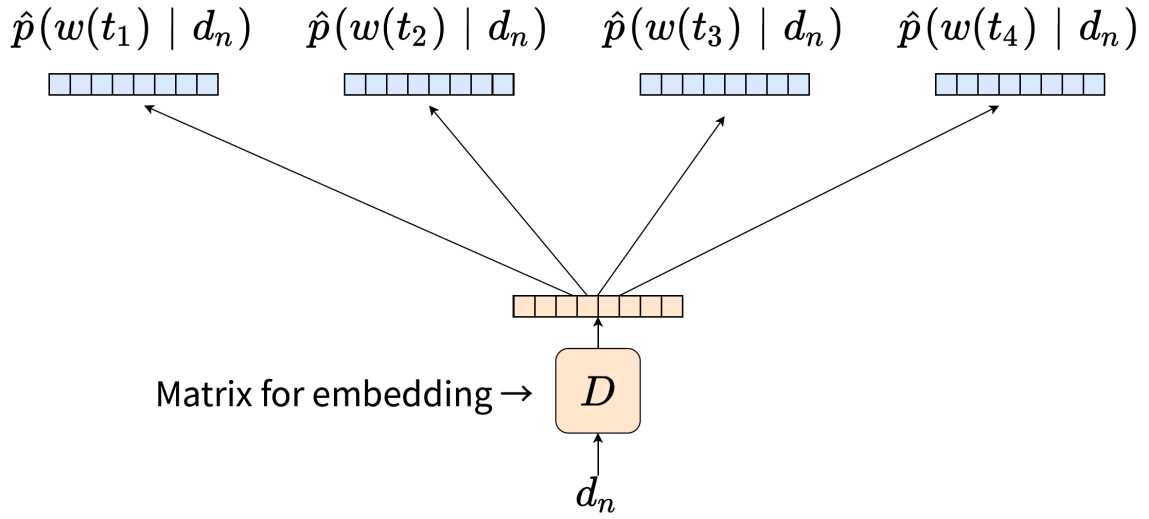 p̂(w(t₁) | dₙ) p̂(w(t₂) | dₙ) p̂(w(t₃) | dₙ) p̂(w(t₄) | dₙ)
Matrix for embedding → D
dₙ